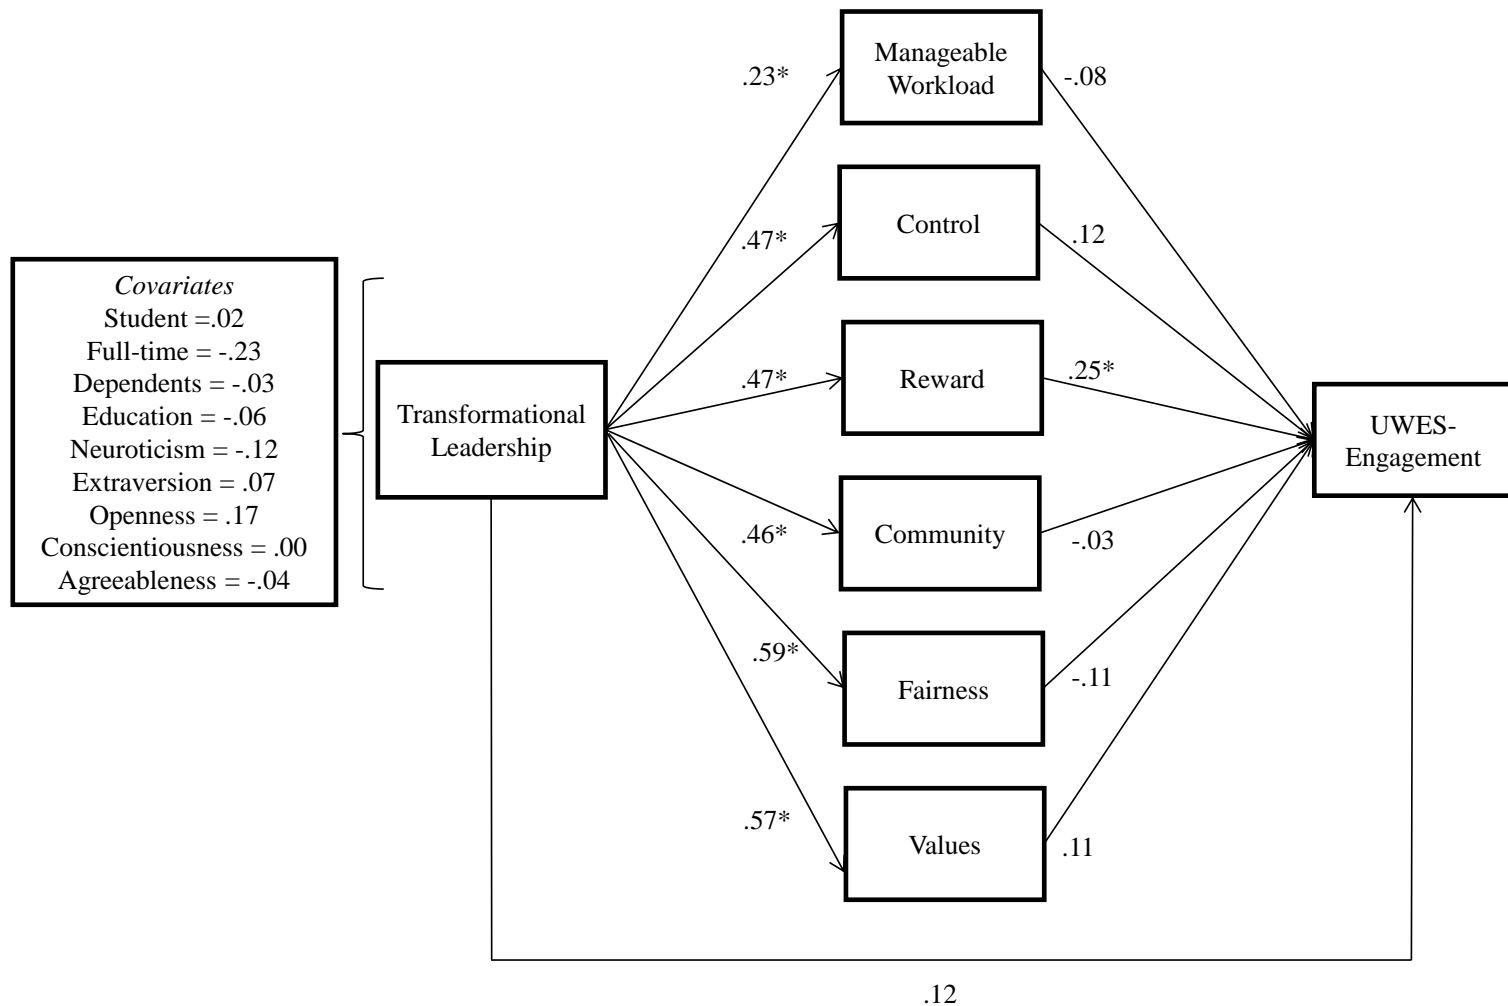 Covariates
Student =.02
Full-time = -.23
Dependents = -.03
Education = -.06
Neuroticism = -.12
Extraversion = .07
Openness = .17
Conscientiousness = .00
Agreeableness = -.04
Transformational
Leadership
.23*
.47*
.47*
.46*
.59*
.57*
Manageable
Workload
Control
Reward
Community
Fairness
Values
-.08
.12
.25*
-.03
-.11
.11
UWES-
Engagement
.12